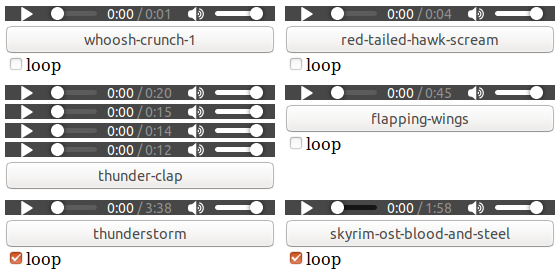 0:00 / 0:01
whoosh-crunch-1
loop
0:00 / 0:04
red-tailed-hawk-scream
loop
0:00 / 0:20
0:00 / 0:15
0:00 / 0:14
0:00 / 0:12
thunder-clap
0:00 / 0:45
flapping-wings
loop
0:00 / 3:38
thunderstorm
loop
0:00 / 1:58
skyrim-ost-blood-and-steel
loop